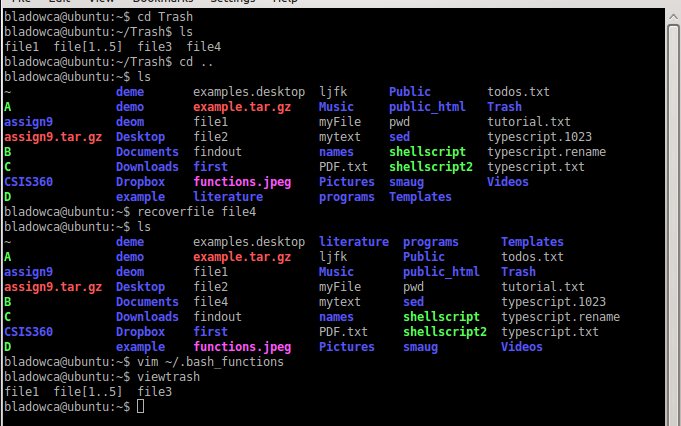 File Edit View Bookmarks Settings Help
bladowca@ubuntu:~$ cd Trash
bladowca@ubuntu:~/Trash$ ls
file1  file[1..5]  file3  file4
bladowca@ubuntu:~/Trash$ cd ..
bladowca@ubuntu:~$ ls
~ deme examples.desktop ljfk Public todos.txt
A demo example.tar.gz Music public_html Trash
assign9 deom file1 myFile pwd tutorial.txt
assign9.tar.gz Desktop file2 mytext sed typescript.1023
B Documents findout names shellscript typescript.rename
C Downloads first PDF.txt shellscript2 typescript.txt
CSIS360 Dropbox functions.jpeg Pictures smaug Videos
D example literature programs Templates
bladowca@ubuntu:~$ recoverfile file4
bladowca@ubuntu:~$ ls
~ deme examples.desktop literature programs Templates
A demo example.tar.gz ljfk Public todos.txt
assign9 deom file1 Music public_html Trash
assign9.tar.gz Desktop file2 myFile pwd tutorial.txt
B Documents file4 mytext sed typescript.1023
C Downloads findout names shellscript typescript.rename
CSIS360 Dropbox first PDF.txt shellscript2 typescript.txt
D example functions.jpeg Pictures smaug Videos
bladowca@ubuntu:~$ vim ~/.bash_functions
bladowca@ubuntu:~$ viewtrash
file1  file[1..5]  file3
bladowca@ubuntu:~$